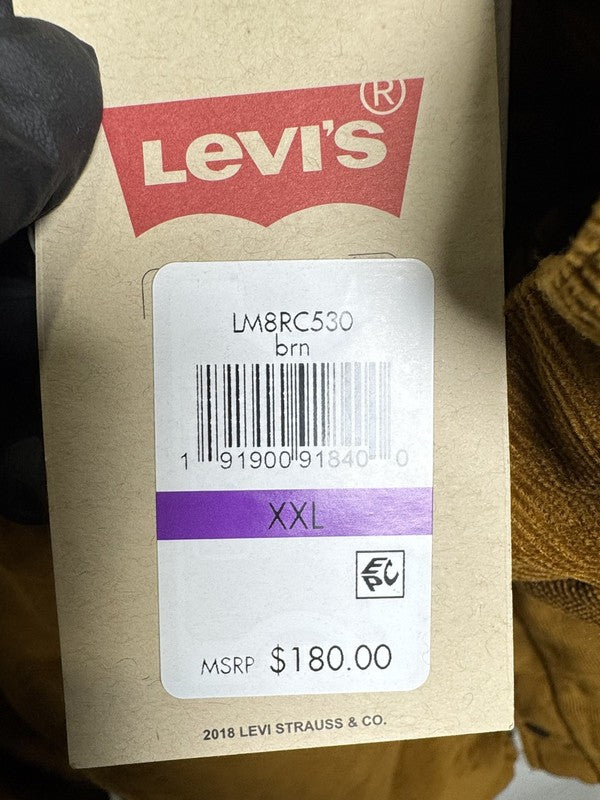 LEVI'S ®
LM8RC530
brn
1 91900 91840 0
XXL
EPC
MSRP $180.00
2018 LEVI STRAUSS & CO.